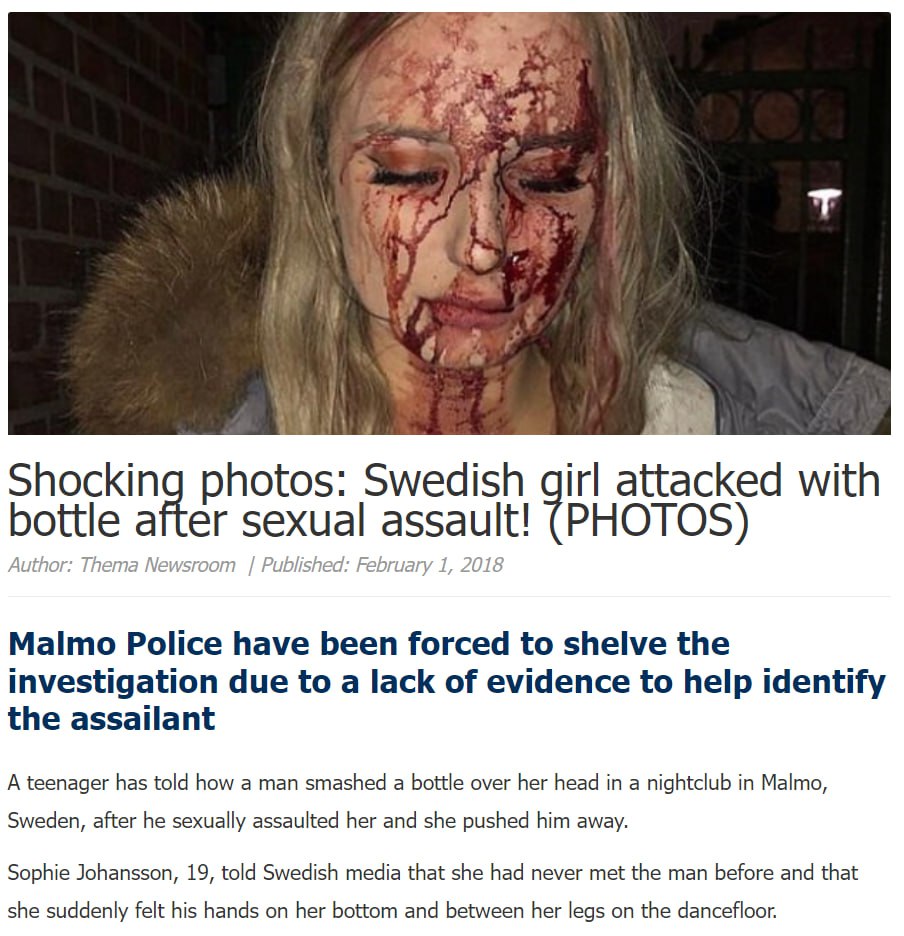 Shocking photos: Swedish girl attacked with
bottle after sexual assault! (PHOTOS)
Author: Thema Newsroom | Published: February 1, 2018
Malmo Police have been forced to shelve the
investigation due to a lack of evidence to help identify
the assailant
A teenager has told how a man smashed a bottle over her head in a nightclub in Malmo,
Sweden, after he sexually assaulted her and she pushed him away.
Sophie Johansson, 19, told Swedish media that she had never met the man before and that
she suddenly felt his hands on her bottom and between her legs on the dancefloor.